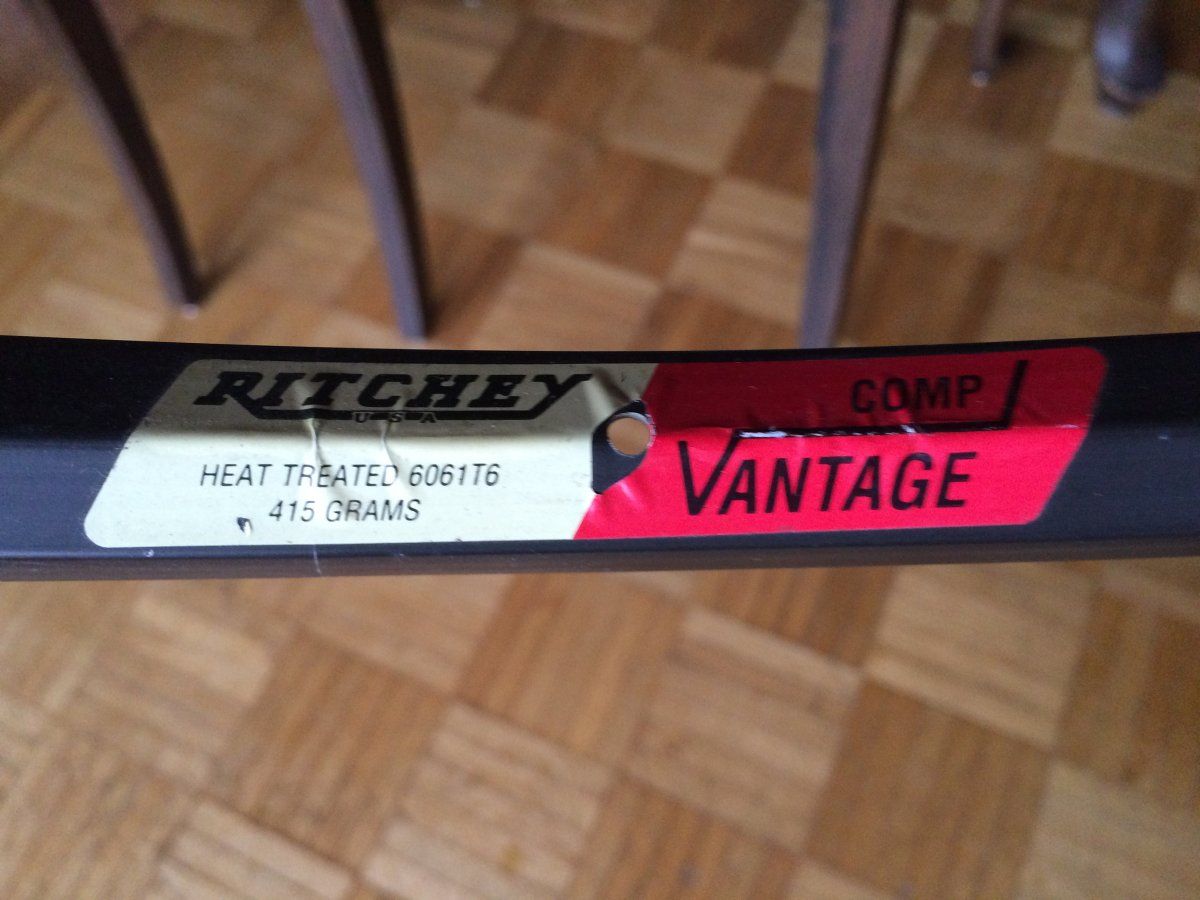 RITCHEY
USA
HEAT TREATED 6061T6
415 GRAMS
COMP
VANTAGE